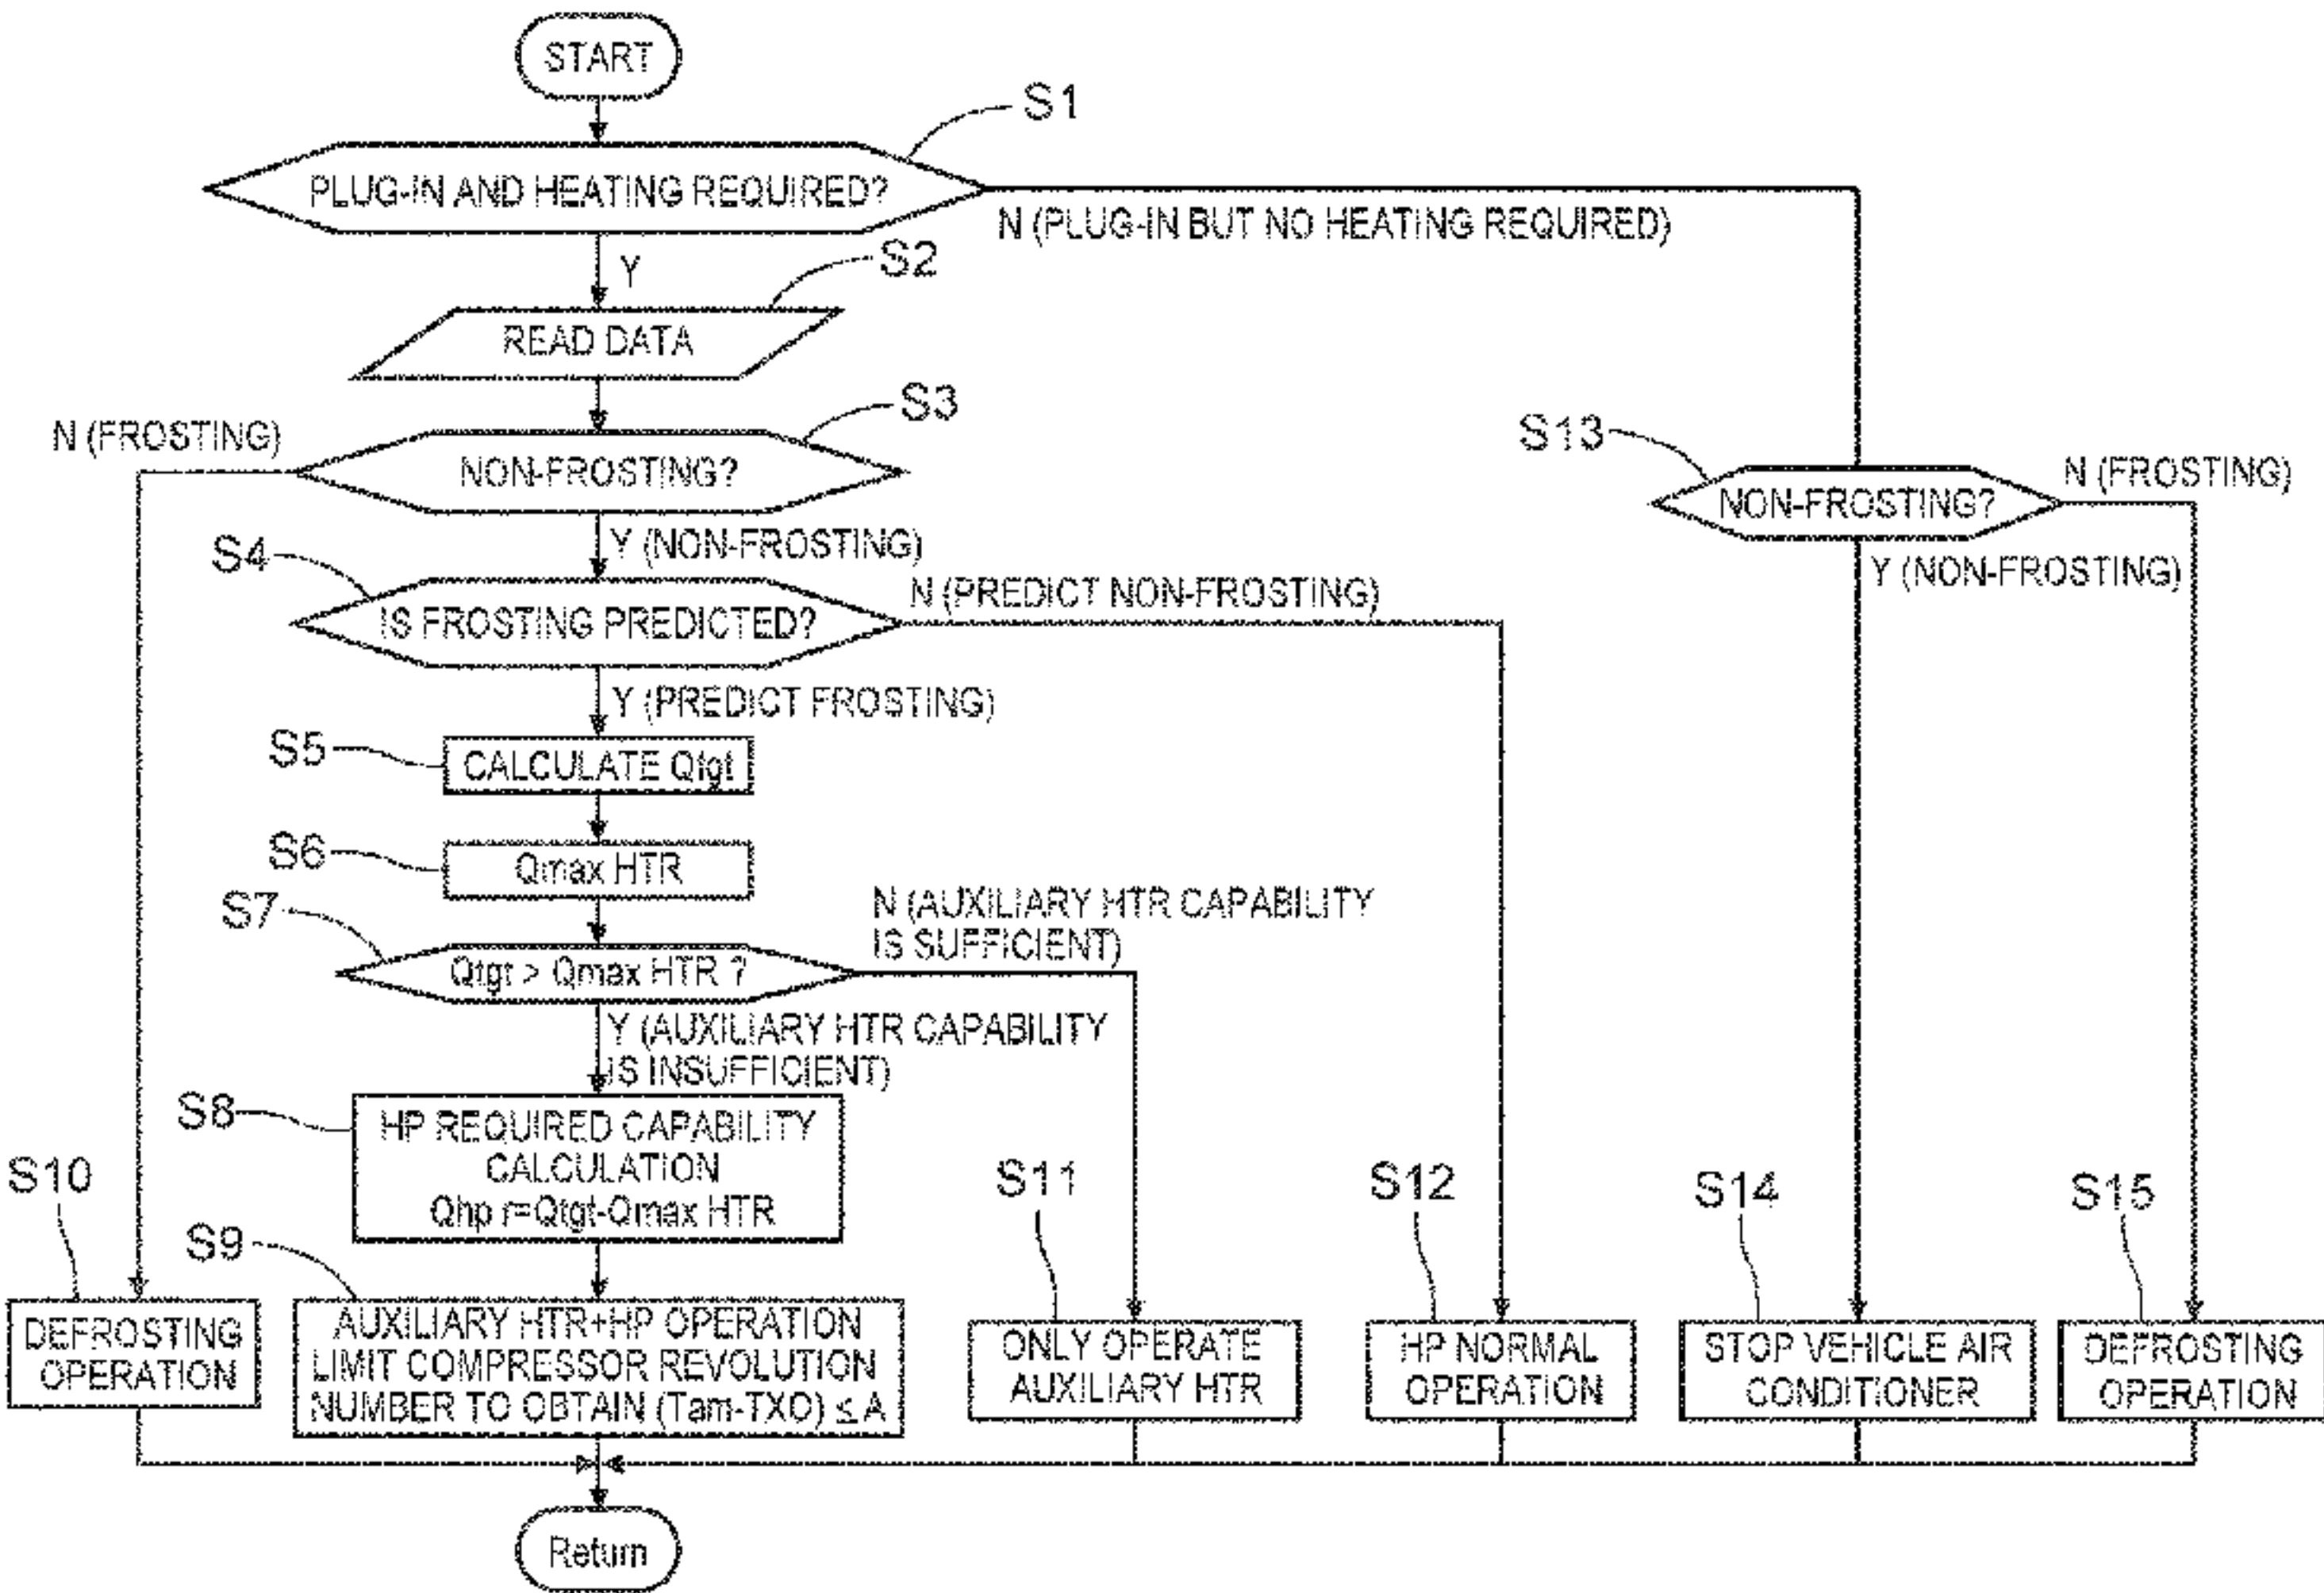 START
S1
PLUG-IN AND HEATING REQUIRED?
N (PLUG-IN BUT NO HEATING REQUIRED)
Y
S2
READ DATA
S3
N (FROSTING)
NON-FROSTING?
S13
N (FROSTING)
NON-FROSTING?
Y (NON-FROSTING)
Y (NON-FROSTING)
S4
N (PREDICT NON-FROSTING)
IS FROSTING PREDICTED?
Y (PREDICT FROSTING)
S5
CALCULATE Qtgt
S6
Qmax HTR
S7
N (AUXILIARY HTR CAPABILITY
IS SUFFICIENT)
Qtgt > Qmax HTR ?
Y (AUXILIARY HTR CAPABILITY
IS INSUFFICIENT)
S8
HP REQUIRED CAPABILITY
CALCULATION
Qhp r=Qtgt-Qmax HTR
S10
DEFROSTING
OPERATION
S9
AUXILIARY HTR+HP OPERATION
LIMIT COMPRESSOR REVOLUTION
NUMBER TO OBTAIN (Tam-TXO) ≤ A
S11
ONLY OPERATE
AUXILIARY HTR
S12
HP NORMAL
OPERATION
S14
STOP VEHICLE AIR
CONDITIONER
S15
DEFROSTING
OPERATION
Return